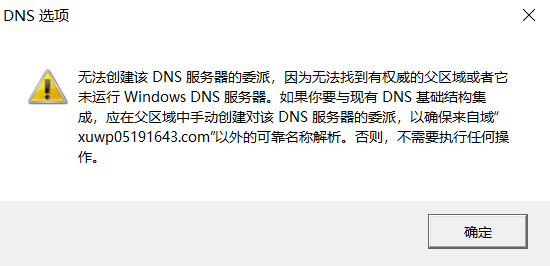 DNS 选项
无法创建该 DNS 服务器的委派，因为无法找到有权威的父区域或者它
未运行 Windows DNS 服务器。如果你要与现有 DNS 基础结构集
成，应在父区域中手动创建对该 DNS 服务器的委派，以确保来自域“
xuwp05191643.com”以外的可靠名称解析。否则，不需要执行任何操
作。
确定